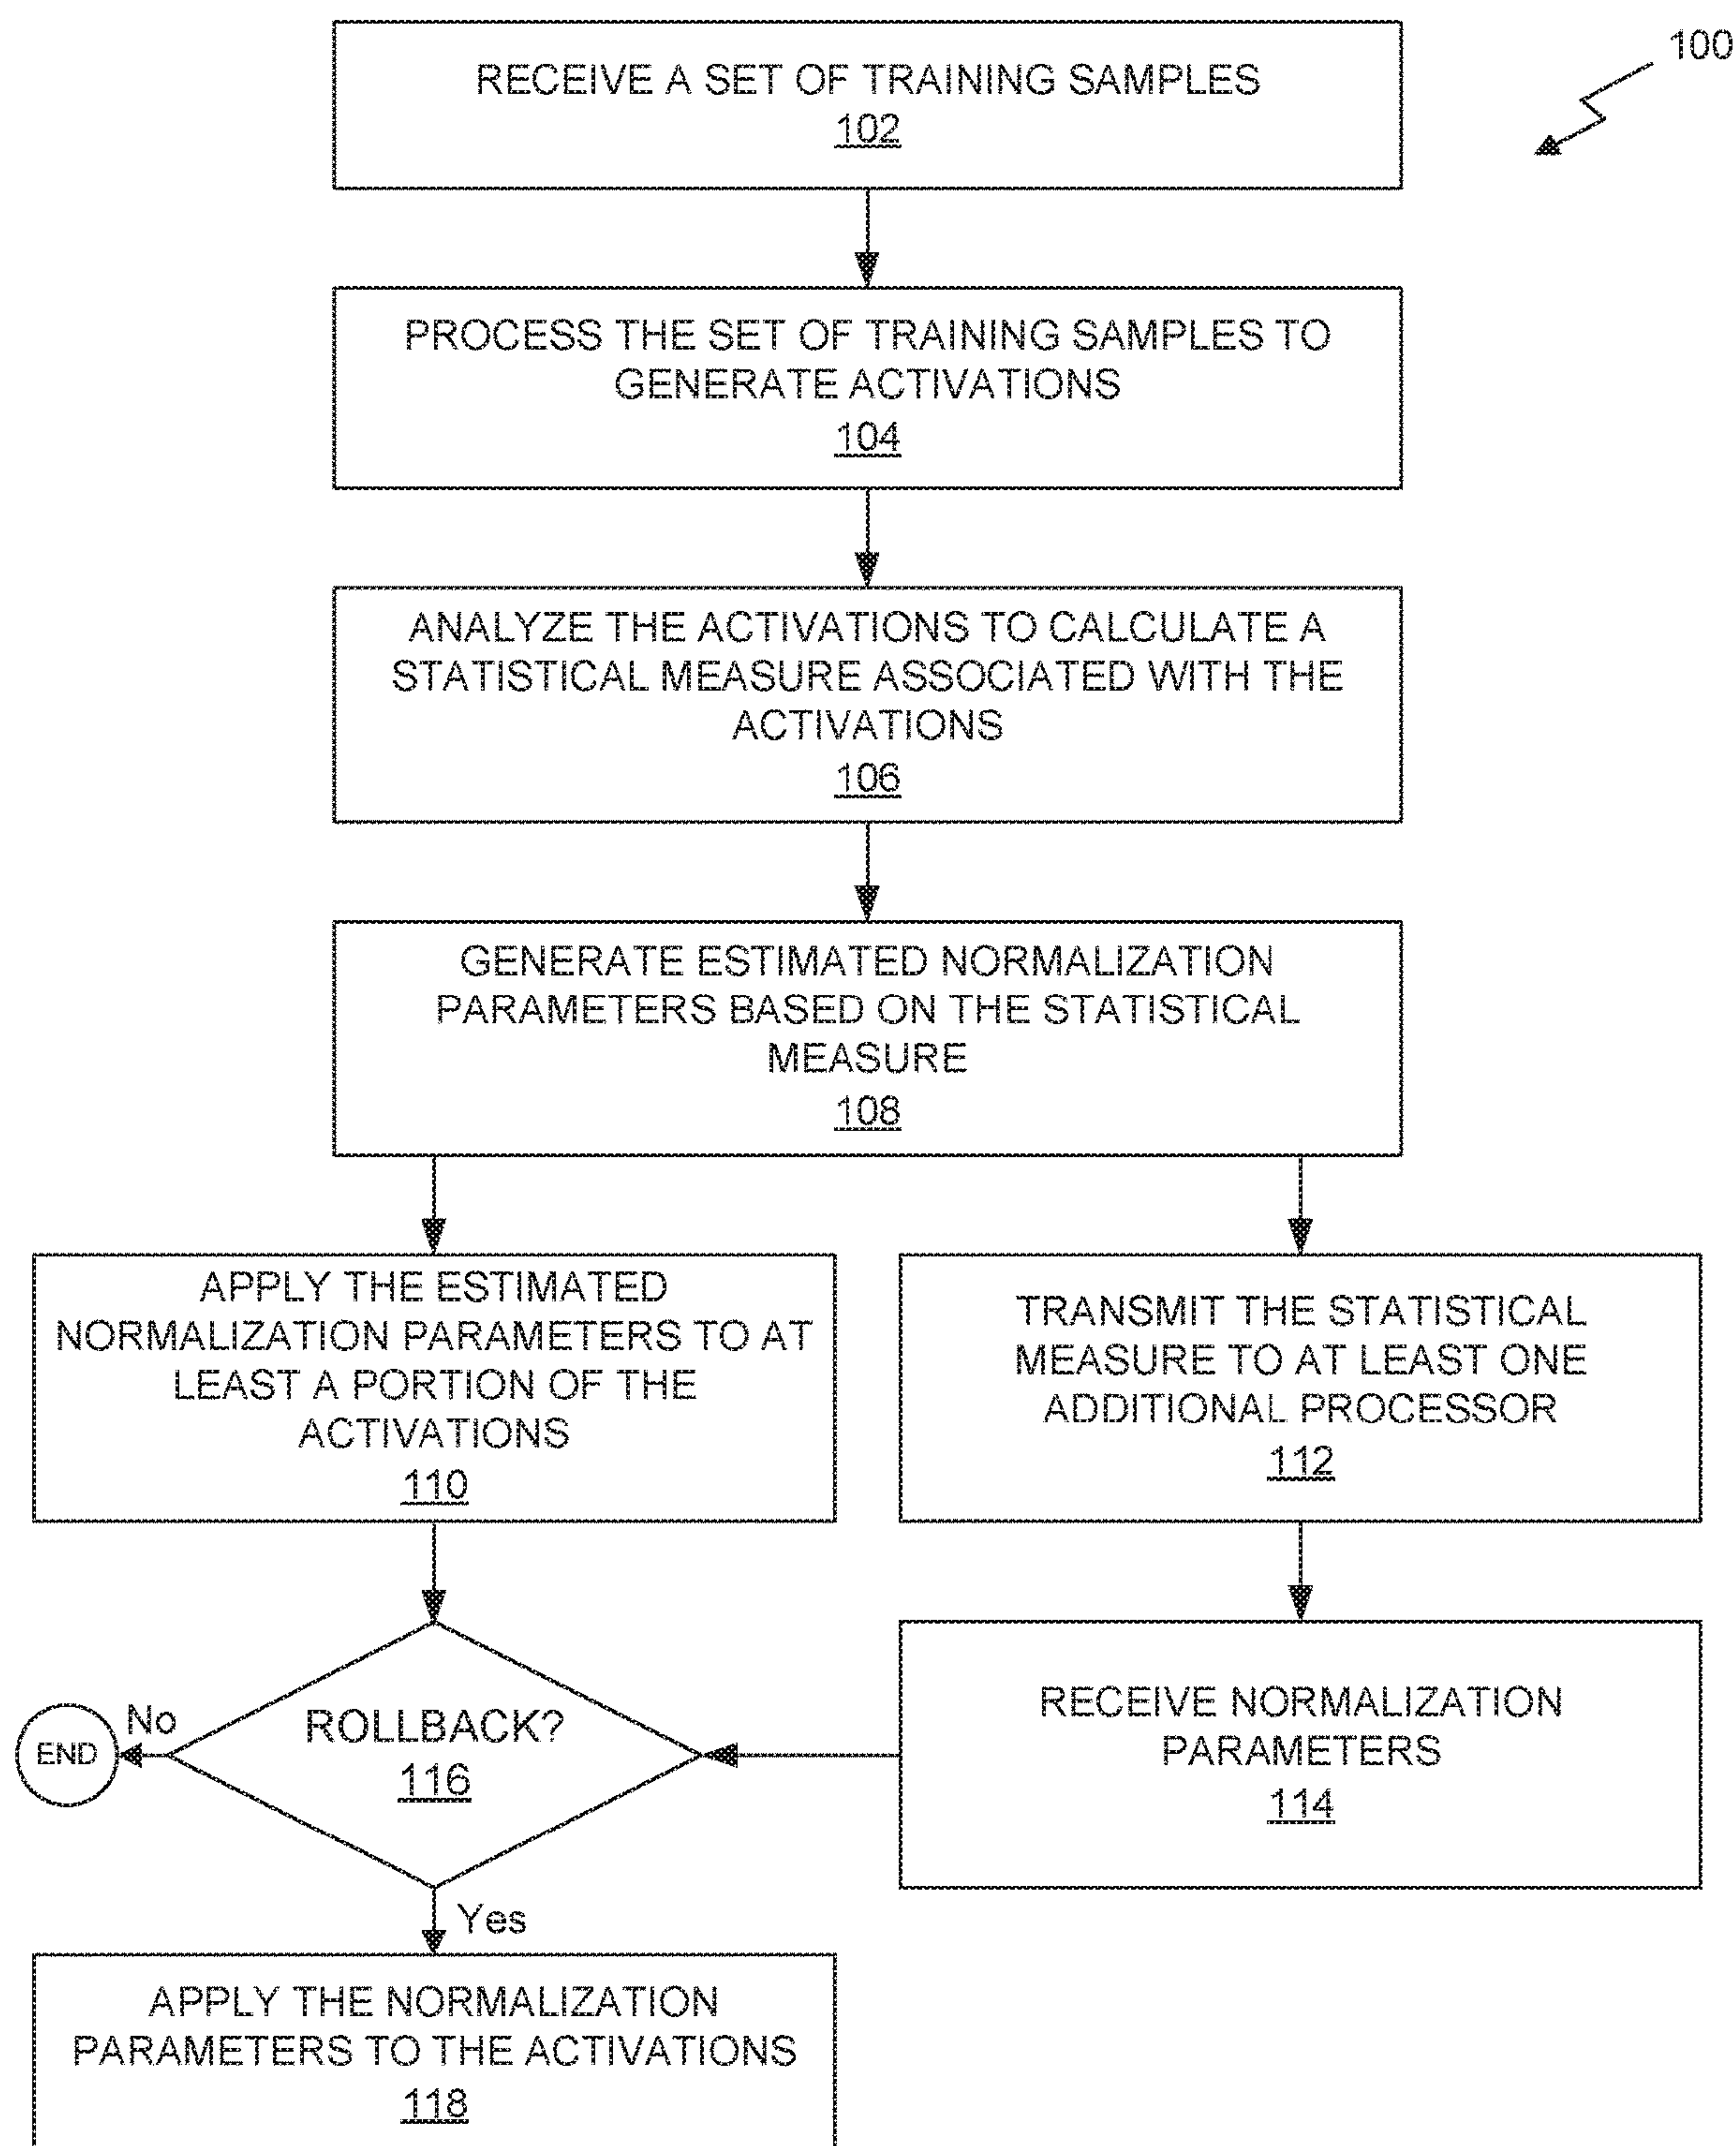 100
RECEIVE A SET OF TRAINING SAMPLES
102
PROCESS THE SET OF TRAINING SAMPLES TO
GENERATE ACTIVATIONS
104
ANALYZE THE ACTIVATIONS TO CALCULATE A
STATISTICAL MEASURE ASSOCIATED WITH THE
ACTIVATIONS
106
GENERATE ESTIMATED NORMALIZATION
PARAMETERS BASED ON THE STATISTICAL
MEASURE
108
APPLY THE ESTIMATED
NORMALIZATION PARAMETERS TO AT
LEAST A PORTION OF THE
ACTIVATIONS
110
TRANSMIT THE STATISTICAL
MEASURE TO AT LEAST ONE
ADDITIONAL PROCESSOR
112
RECEIVE NORMALIZATION
PARAMETERS
114
ROLLBACK?
116
No
END
Yes
APPLY THE NORMALIZATION
PARAMETERS TO THE ACTIVATIONS
118